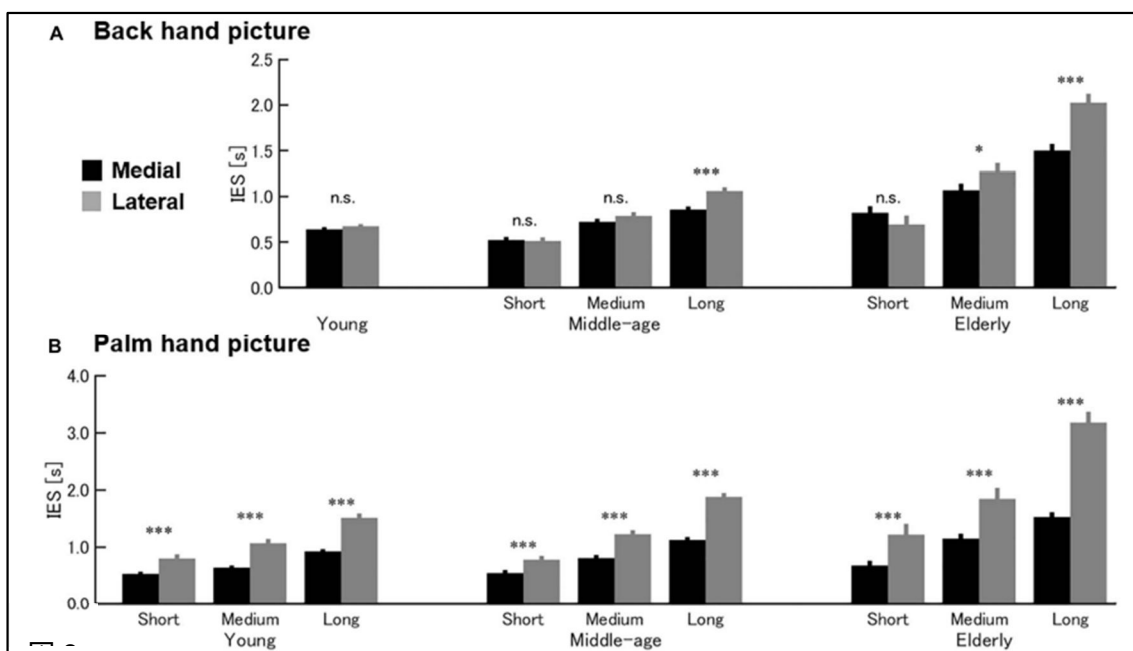 A Back hand picture
2.5
2.0
1.5
1.0
0.5
0.0
IES [s]
Medial
Lateral
n.s.
n.s.
n.s.
***
n.s.
*
***
Short Medium Long Short Medium Long
Young Middle-age Elderly
B Palm hand picture
4.0
3.0
2.0
1.0
0.0
IES [s]
***
***
***
***
***
***
***
***
***
Short Medium Long Short Medium Long Short Medium Long
Young Middle-age Elderly